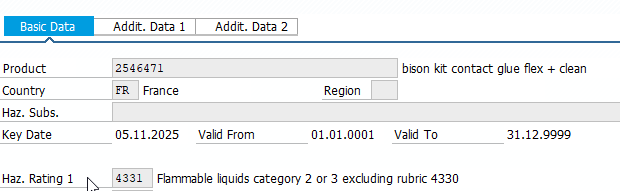 Basic Data Addit. Data 1 Addit. Data 2
Product 2546471 bison kit contact glue flex + clean
Country FR France Region
Haz. Subs.
Key Date 05.11.2025 Valid From 01.01.0001 Valid To 31.12.9999
Haz. Rating 1 4331 Flammable liquids category 2 or 3 excluding rubric 4330